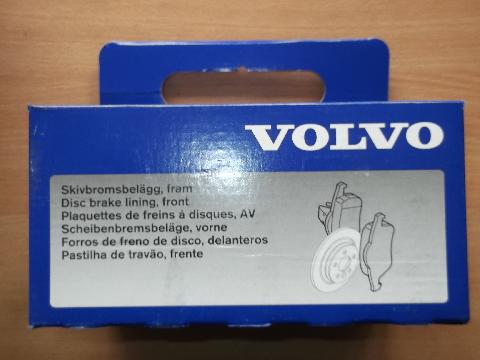 VOLVO
Skivbromsbelägg, fram
Disc brake lining, front
Plaquettes de freins à disques, AV
Scheibenbremsbeläge, vorne
Forros de freno de disco, delanteros
Pastilha de travão, frente